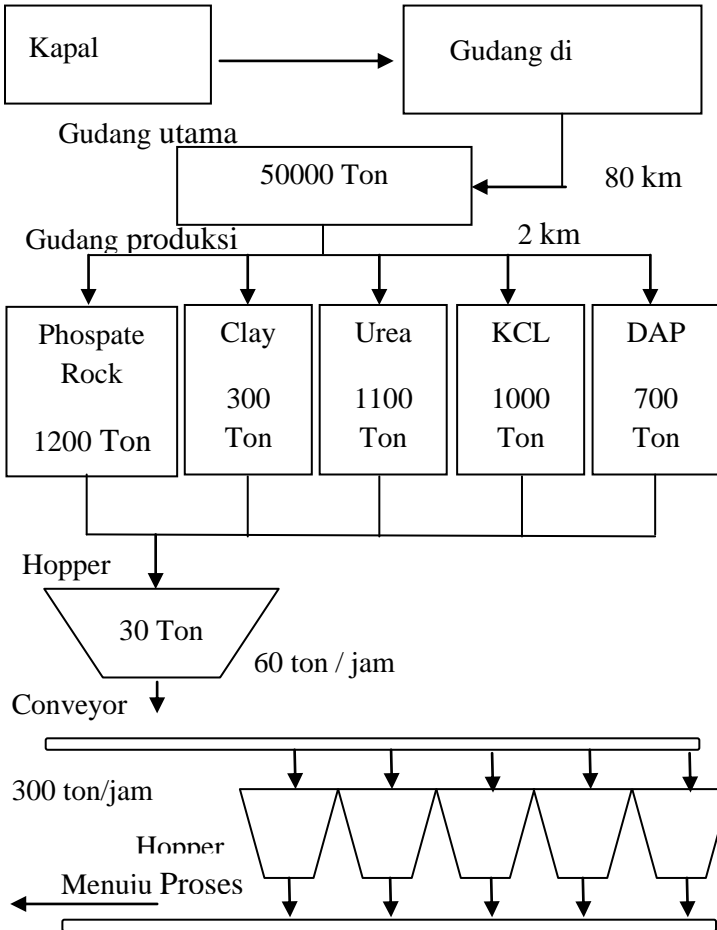 Kapal
Gudang di
Gudang utama
50000 Ton
80 km
Gudang produksi
2 km
Phospate
Rock
1200 Ton
Clay
300
Ton
Urea
1100
Ton
KCL
1000
Ton
DAP
700
Ton
Hopper
30 Ton
60 ton / jam
Conveyor
300 ton/jam
Hopper
Menuju Proses